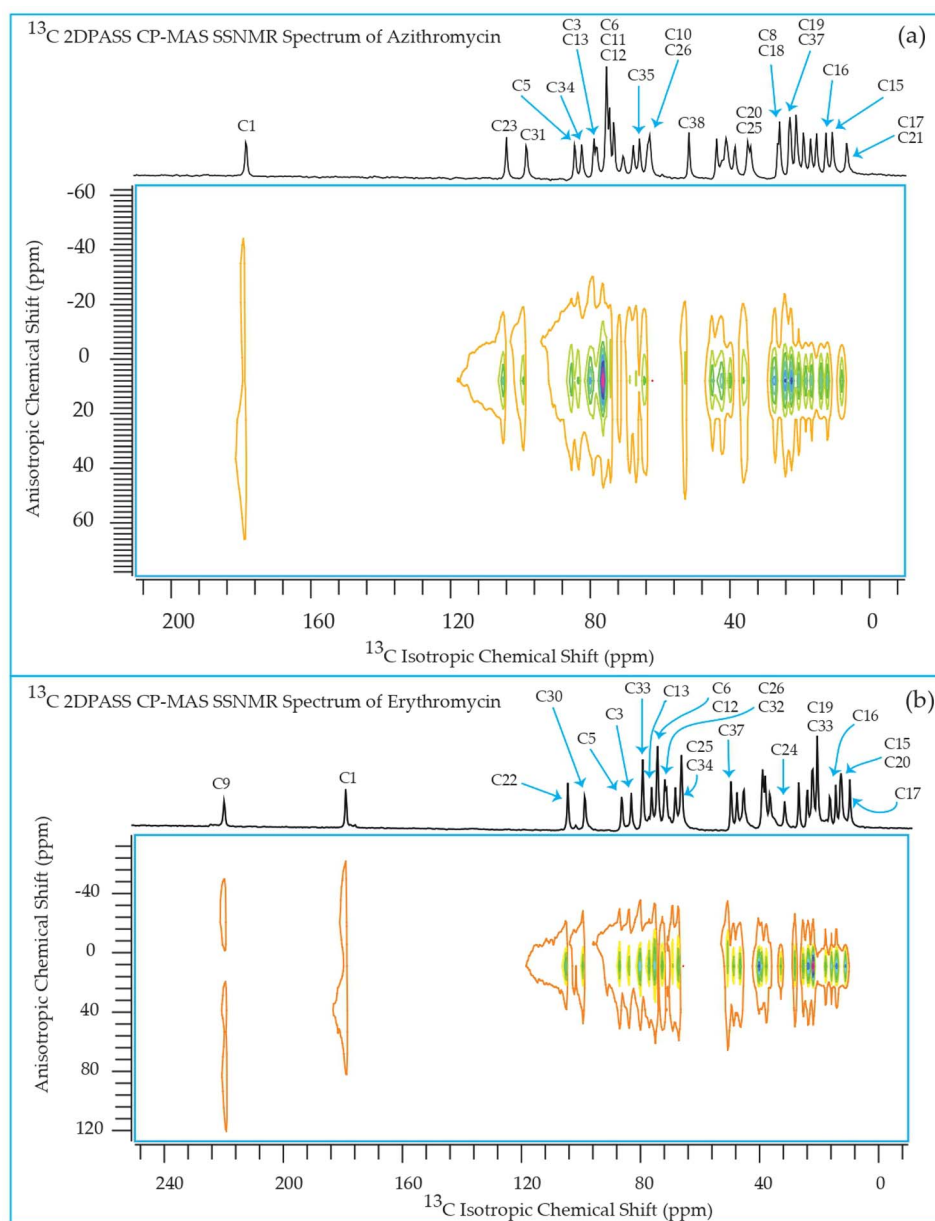 ¹³C 2DPASS CP-MAS SSNMR Spectrum of Azithromycin
(a)
C3
C13
C6
C11
C12
C10
C26
C8
C18
C19
C37
C5
C34
C35
C16
C15
C1
C23
C31
C38
C20
C25
C17
C21
Anisotropic Chemical Shift (ppm)
-60
-40
-20
0
20
40
60
200
160
120
80
40
0
¹³C Isotropic Chemical Shift (ppm)
¹³C 2DPASS CP-MAS SSNMR Spectrum of Erythromycin
(b)
C30
C33
C13
C6
C12
C26
C32
C19
C33
C5
C3
C37
C16
C9
C1
C22
C25
C34
C24
C15
C20
C17
Anisotropic Chemical Shift (ppm)
-40
0
40
80
120
240
200
160
120
80
40
0
¹³C Isotropic Chemical Shift (ppm)